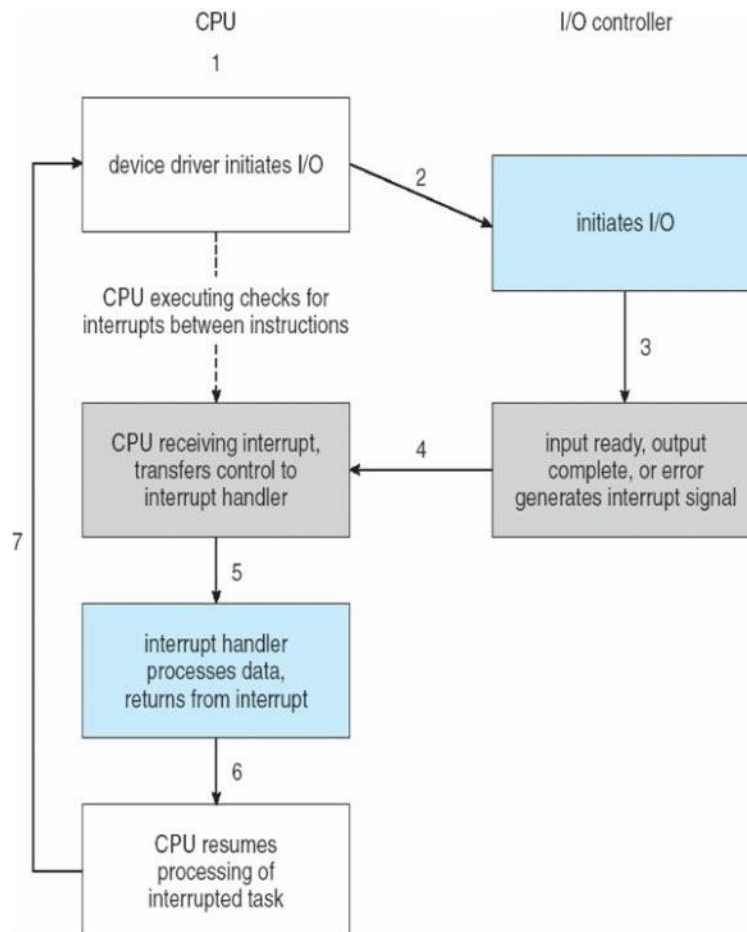 CPU
I/O controller
1
device driver initiates I/O
2
initiates I/O
CPU executing checks for
interrupts between instructions
3
CPU receiving interrupt,
transfers control to
interrupt handler
4
input ready, output
complete, or error
generates interrupt signal
7
5
interrupt handler
processes data,
returns from interrupt
6
CPU resumes
processing of
interrupted task